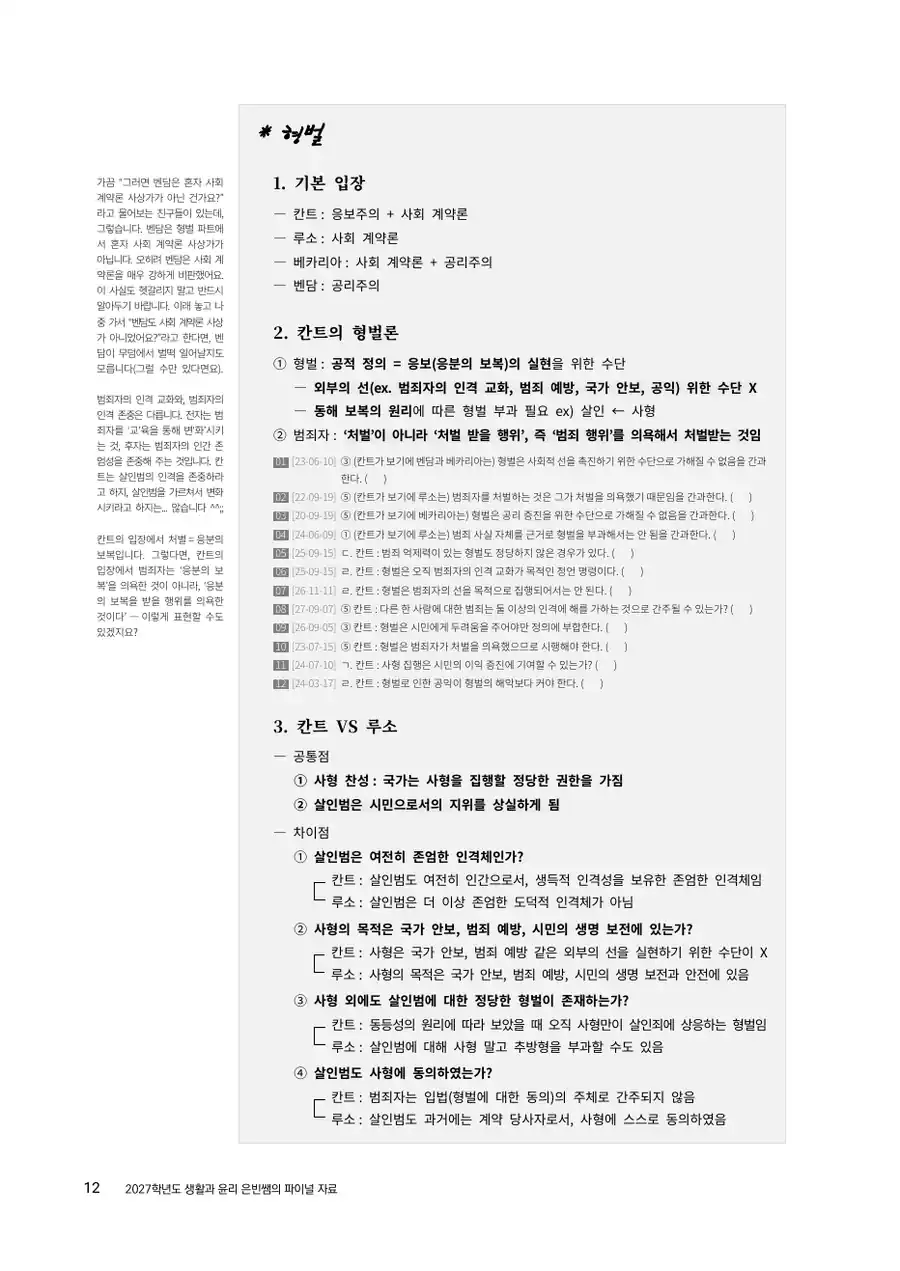 * 형벌
가끔 “그러면 벤담은 혼자 사회
계약론 사상가가 아닌 건가요?”
라고 물어보는 친구들이 있는데,
그렇습니다. 벤담은 형벌 파트에
서 혼자 사회 계약론 사상가가
아닙니다. 오히려 벤담은 사회 계
약론을 매우 강하게 비판했어요.
이 사실도 헷갈리지 말고 반드시
알아두기 바랍니다. 이래 놓고 나
중 가서 “벤담도 사회 계약론 사상
가 아니었어요?”라고 한다면, 벤
담이 무덤에서 벌떡 일어날지도
모릅니다(그럴 수만 있다면요).
범죄자의 인격 교화와, 범죄자의
인격 존중은 다릅니다. 전자는 범
죄자를 ‘교’육을 통해 변‘화’시키
는 것, 후자는 범죄자의 인간 존
엄성을 존중해 주는 것입니다. 칸
트는 살인범의 인격을 존중하라
고 하지, 살인범을 가르쳐서 변화
시키라고 하지는... 않습니다 ^^;;
칸트의 입장에서 처벌 = 응분의
보복입니다. 그렇다면, 칸트의
입장에서 범죄자는 ‘응분의 보
복’을 의욕한 것이 아니라, ‘응분
의 보복을 받을 행위를 의욕한
것이다’ — 이렇게 표현할 수도
있겠지요?
1. 기본 입장
— 칸트 : 응보주의 + 사회 계약론
— 루소 : 사회 계약론
— 베카리아 : 사회 계약론 + 공리주의
— 벤담 : 공리주의
2. 칸트의 형벌론
① 형벌 : 공적 정의 = 응보(응분의 보복)의 실현을 위한 수단
— 외부의 선(ex. 범죄자의 인격 교화, 범죄 예방, 국가 안보, 공익) 위한 수단 X
— 동해 보복의 원리에 따른 형벌 부과 필요 ex) 살인 ← 사형
② 범죄자 : ‘처벌’이 아니라 ‘처벌 받을 행위’, 즉 ‘범죄 행위’를 의욕해서 처벌받는 것임
01 [23-06-10] ③ (칸트가 보기에 벤담과 베카리아는) 형벌은 사회적 선을 촉진하기 위한 수단으로 가해질 수 없음을 간과
한다. ( )
02 [22-09-19] ⑤ (칸트가 보기에 루소는) 범죄자를 처벌하는 것은 그가 처벌을 의욕했기 때문임을 간과한다. ( )
03 [20-09-19] ⑤ (칸트가 보기에 베카리아는) 형벌은 공리 증진을 위한 수단으로 가해질 수 없음을 간과한다. ( )
04 [24-06-09] ① (칸트가 보기에 루소는) 범죄 사실 자체를 근거로 형벌을 부과해서는 안 됨을 간과한다. ( )
05 [25-09-15] ㄷ. 칸트 : 범죄 억제력이 있는 형벌도 정당하지 않은 경우가 있다. ( )
06 [25-09-15] ㄹ. 칸트 : 형벌은 오직 범죄자의 인격 교화가 목적인 정언 명령이다. ( )
07 [26-11-11] ㄹ. 칸트 : 형벌은 범죄자의 선을 목적으로 집행되어서는 안 된다. ( )
08 [27-09-07] ⑤ 칸트 : 다른 한 사람에 대한 범죄는 둘 이상의 인격에 해를 가하는 것으로 간주될 수 있는가? ( )
09 [26-09-05] ③ 칸트 : 형벌은 시민에게 두려움을 주어야만 정의에 부합한다. ( )
10 [23-07-15] ⑤ 칸트 : 형벌은 범죄자가 처벌을 의욕했으므로 시행해야 한다. ( )
11 [24-07-10] ㄱ. 칸트 : 사형 집행은 시민의 이익 증진에 기여할 수 있는가? ( )
12 [24-03-17] ㄹ. 칸트 : 형벌로 인한 공익이 형벌의 해악보다 커야 한다. ( )
3. 칸트 VS 루소
— 공통점
① 사형 찬성 : 국가는 사형을 집행할 정당한 권한을 가짐
② 살인범은 시민으로서의 지위를 상실하게 됨
— 차이점
① 살인범은 여전히 존엄한 인격체인가?
칸트 : 살인범도 여전히 인간으로서, 생득적 인격성을 보유한 존엄한 인격체임
루소 : 살인범은 더 이상 존엄한 도덕적 인격체가 아님
② 사형의 목적은 국가 안보, 범죄 예방, 시민의 생명 보전에 있는가?
칸트 : 사형은 국가 안보, 범죄 예방 같은 외부의 선을 실현하기 위한 수단이 X
루소 : 사형의 목적은 국가 안보, 범죄 예방, 시민의 생명 보전과 안전에 있음
③ 사형 외에도 살인범에 대한 정당한 형벌이 존재하는가?
칸트 : 동등성의 원리에 따라 보았을 때 오직 사형만이 살인죄에 상응하는 형벌임
루소 : 살인범에 대해 사형 말고 추방형을 부과할 수도 있음
④ 살인범도 사형에 동의하였는가?
칸트 : 범죄자는 입법(형벌에 대한 동의)의 주체로 간주되지 않음
루소 : 살인범도 과거에는 계약 당사자로서, 사형에 스스로 동의하였음
12 2027학년도 생활과 윤리 은빈쌤의 파이널 자료